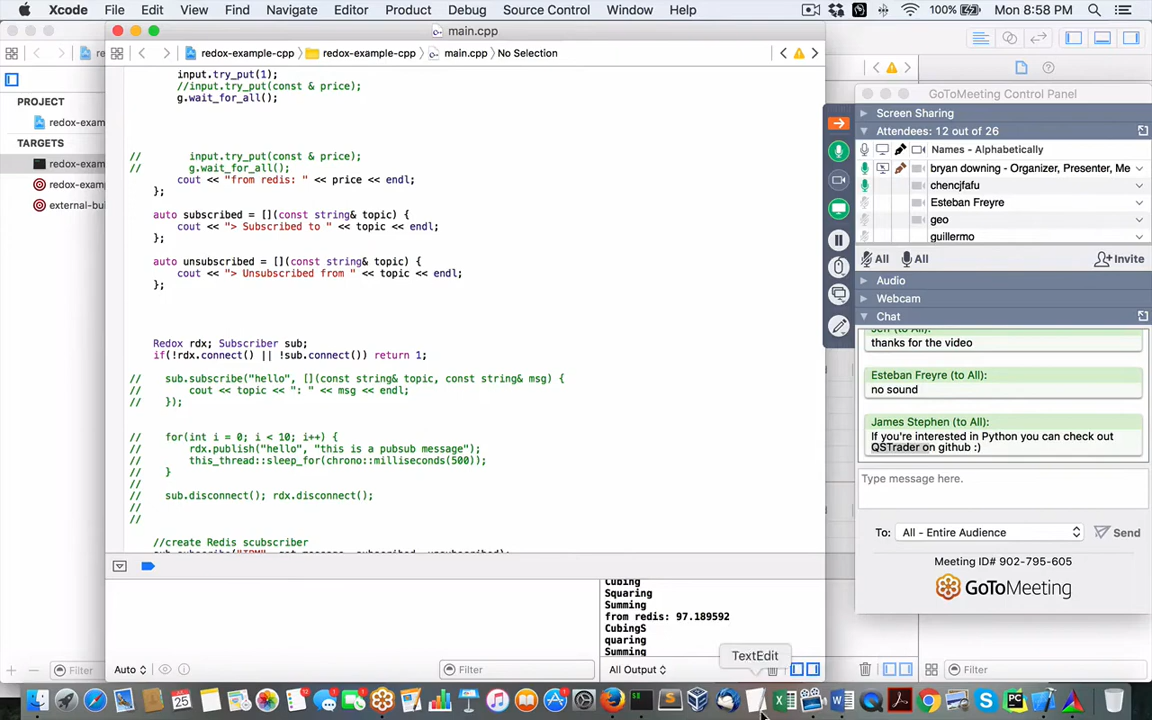 Xcode File Edit View Find Navigate Editor Product Debug Source Control Window Help 100% Mon 8:58 PM
main.cpp
redox-example-cpp redox-example-cpp main.cpp No Selection
PROJECT
redox-exam
TARGETS
redox-exam
redox-examp
external-bui
input.try_put(1);
//input.try_put(const & price);
g.wait_for_all();
// input.try_put(const & price);
// g.wait_for_all();
cout << "from redis: " << price << endl;
};
auto subscribed = [](const string& topic) {
cout << "> Subscribed to " << topic << endl;
};
auto unsubscribed = [](const string& topic) {
cout << "> Unsubscribed from " << topic << endl;
};
Redox rdx; Subscriber sub;
if(!rdx.connect() || !sub.connect()) return 1;
// sub.subscribe("hello", [](const string& topic, const string& msg) {
// cout << topic << ": " << msg << endl;
// });
// for(int i = 0; i < 10; i++) {
// rdx.publish("hello", "this is a pubsub message");
// this_thread::sleep_for(chrono::milliseconds(500));
// }
// sub.disconnect(); rdx.disconnect();
//
//
//create Redis scubscriber
Cubing
Squaring
Summing
from redis: 97.189592
CubingS
quaring
Summing
Auto Filter All Output Filter
Filter
TextEdit
GoToMeeting Control Panel
Screen Sharing
Attendees: 12 out of 26
Names - Alphabetically
bryan downing - Organizer, Presenter, Me
chencjfafu
Esteban Freyre
geo
guillermo
All All Invite
Audio
Webcam
Chat
Jeff (to All):
thanks for the video
Esteban Freyre (to All):
no sound
James Stephen (to All):
If you're interested in Python you can check out
QSTrader on github :)
Type message here.
To: All - Entire Audience Send
Meeting ID# 902-795-605
GoToMeeting